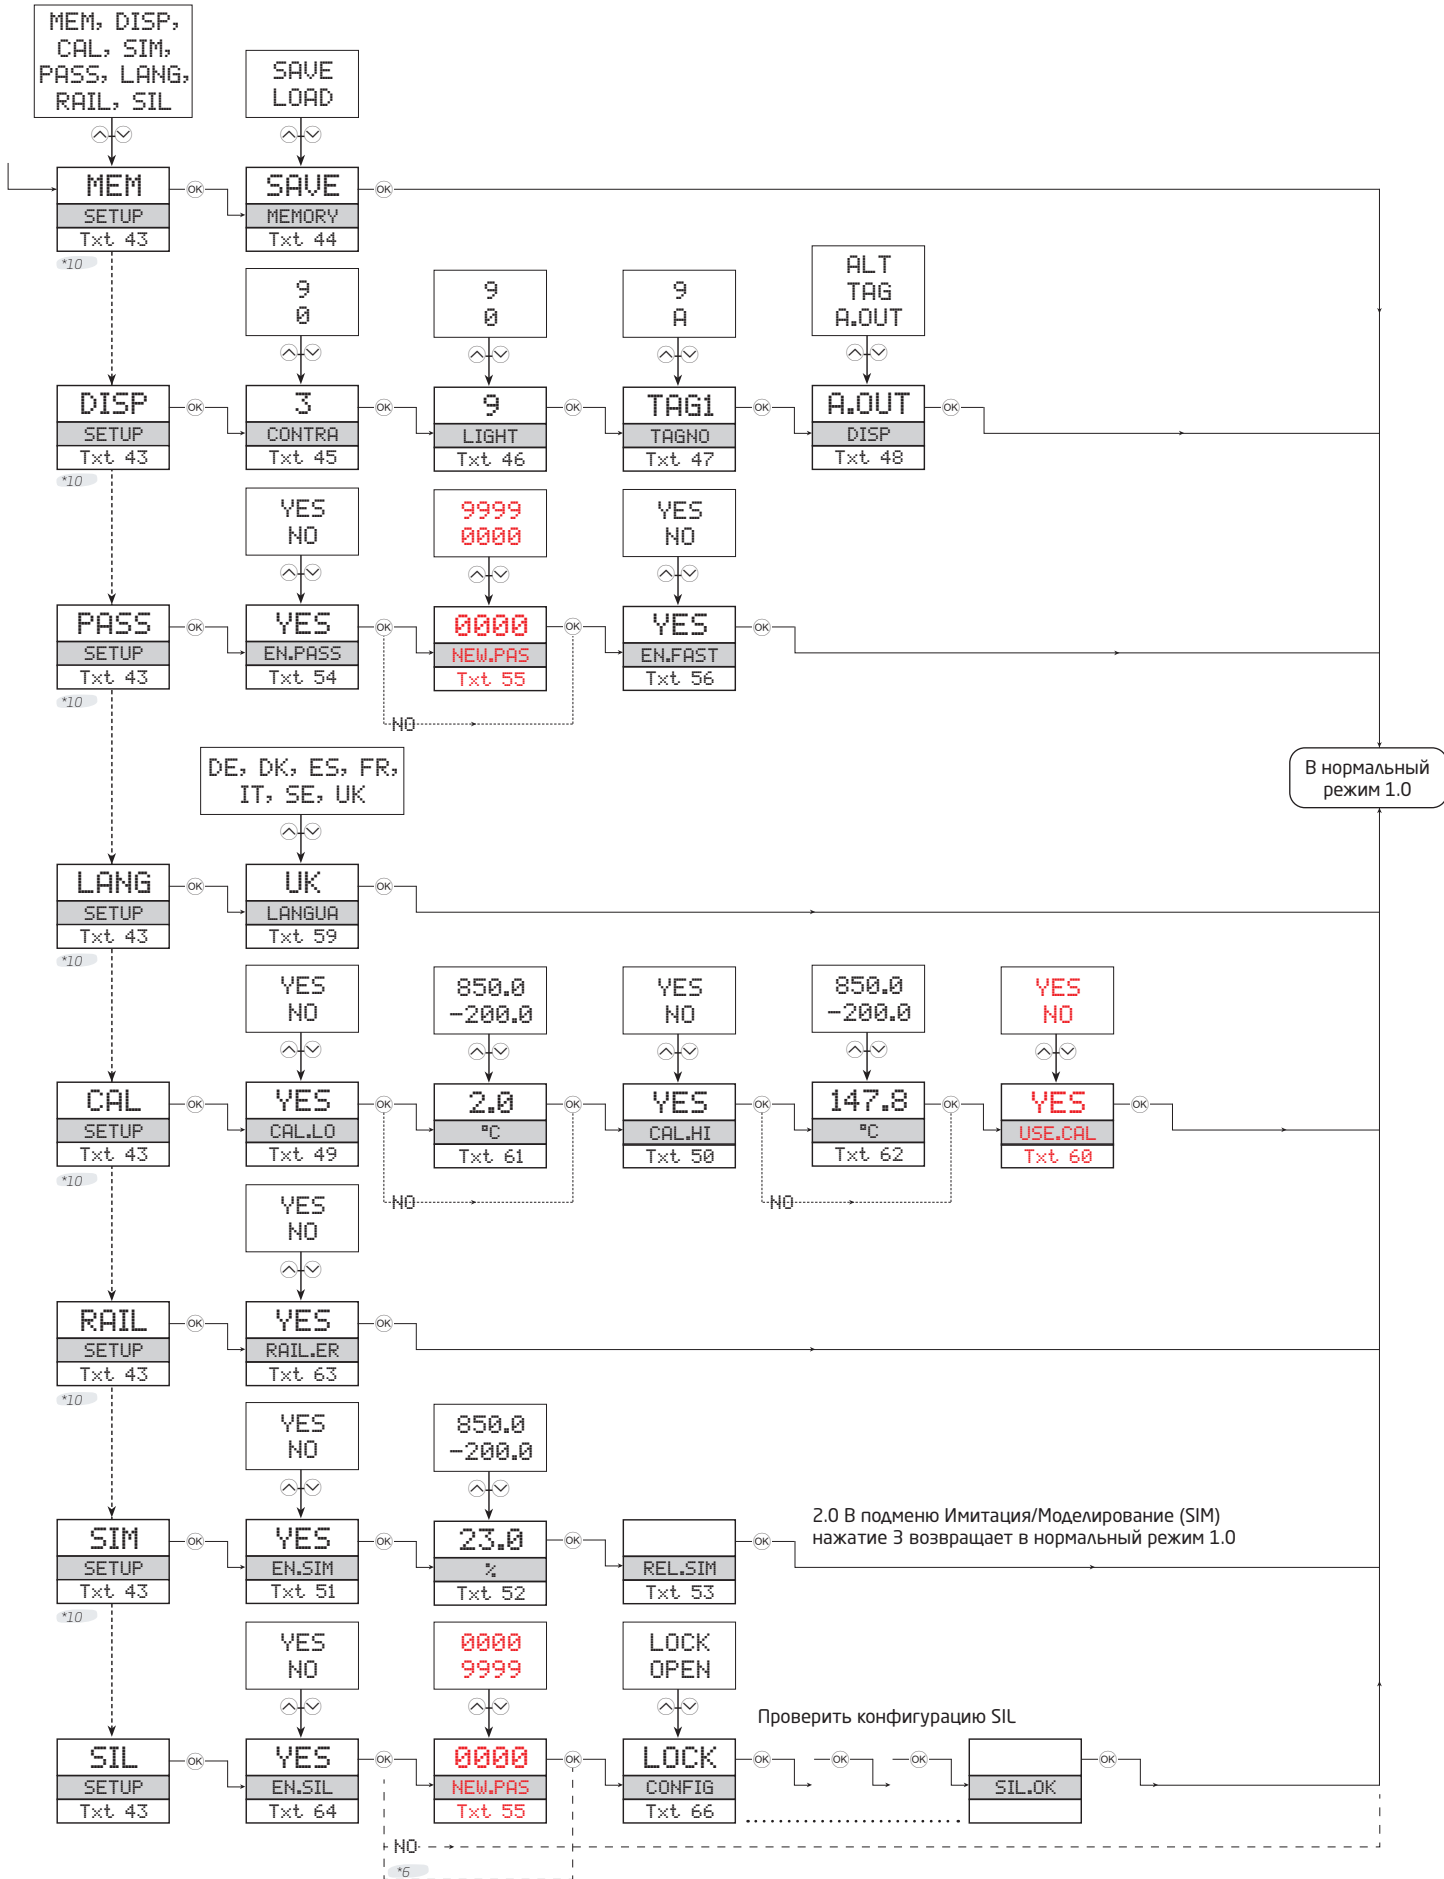 MEM, DISP,
CAL, SIM,
PASS, LANG,
RAIL, SIL
SAVE
LOAD
MEM
SETUP
Txt 43
*10
OK
SAVE
MEMORY
Txt 44
OK
9
0
9
0
9
A
ALT
TAG
A.OUT
DISP
SETUP
Txt 43
*10
OK
3
CONTRA
Txt 45
OK
9
LIGHT
Txt 46
OK
TAG1
TAGNO
Txt 47
OK
A.OUT
DISP
Txt 48
OK
YES
NO
9999
0000
YES
NO
PASS
SETUP
Txt 43
*10
OK
YES
EN.PASS
Txt 54
OK
0000
NEW.PAS
Txt 55
OK
YES
EN.FAST
Txt 56
OK
NO
DE, DK, ES, FR,
IT, SE, UK
В нормальный
режим 1.0
LANG
SETUP
Txt 43
*10
OK
UK
LANGUA
Txt 59
OK
YES
NO
850.0
-200.0
YES
NO
850.0
-200.0
YES
NO
CAL
SETUP
Txt 43
*10
OK
YES
CAL.LO
Txt 49
OK
2.0
°C
Txt 61
OK
YES
CAL.HI
Txt 50
OK
147.8
°C
Txt 62
OK
YES
USE.CAL
Txt 60
OK
NO
NO
YES
NO
RAIL
SETUP
Txt 43
*10
OK
YES
RAIL.ER
Txt 63
OK
YES
NO
850.0
-200.0
2.0 В подменю Имитация/Моделирование (SIM)
нажатие 3 возвращает в нормальный режим 1.0
SIM
SETUP
Txt 43
*10
OK
YES
EN.SIM
Txt 51
OK
23.0
%
Txt 52
OK
REL.SIM
Txt 53
OK
YES
NO
0000
9999
LOCK
OPEN
Проверить конфигурацию SIL
SIL
SETUP
Txt 43
OK
YES
EN.SIL
Txt 64
OK
0000
NEW.PAS
Txt 55
OK
LOCK
CONFIG
Txt 66
OK
OK
OK
SIL.OK
OK
NO
*6